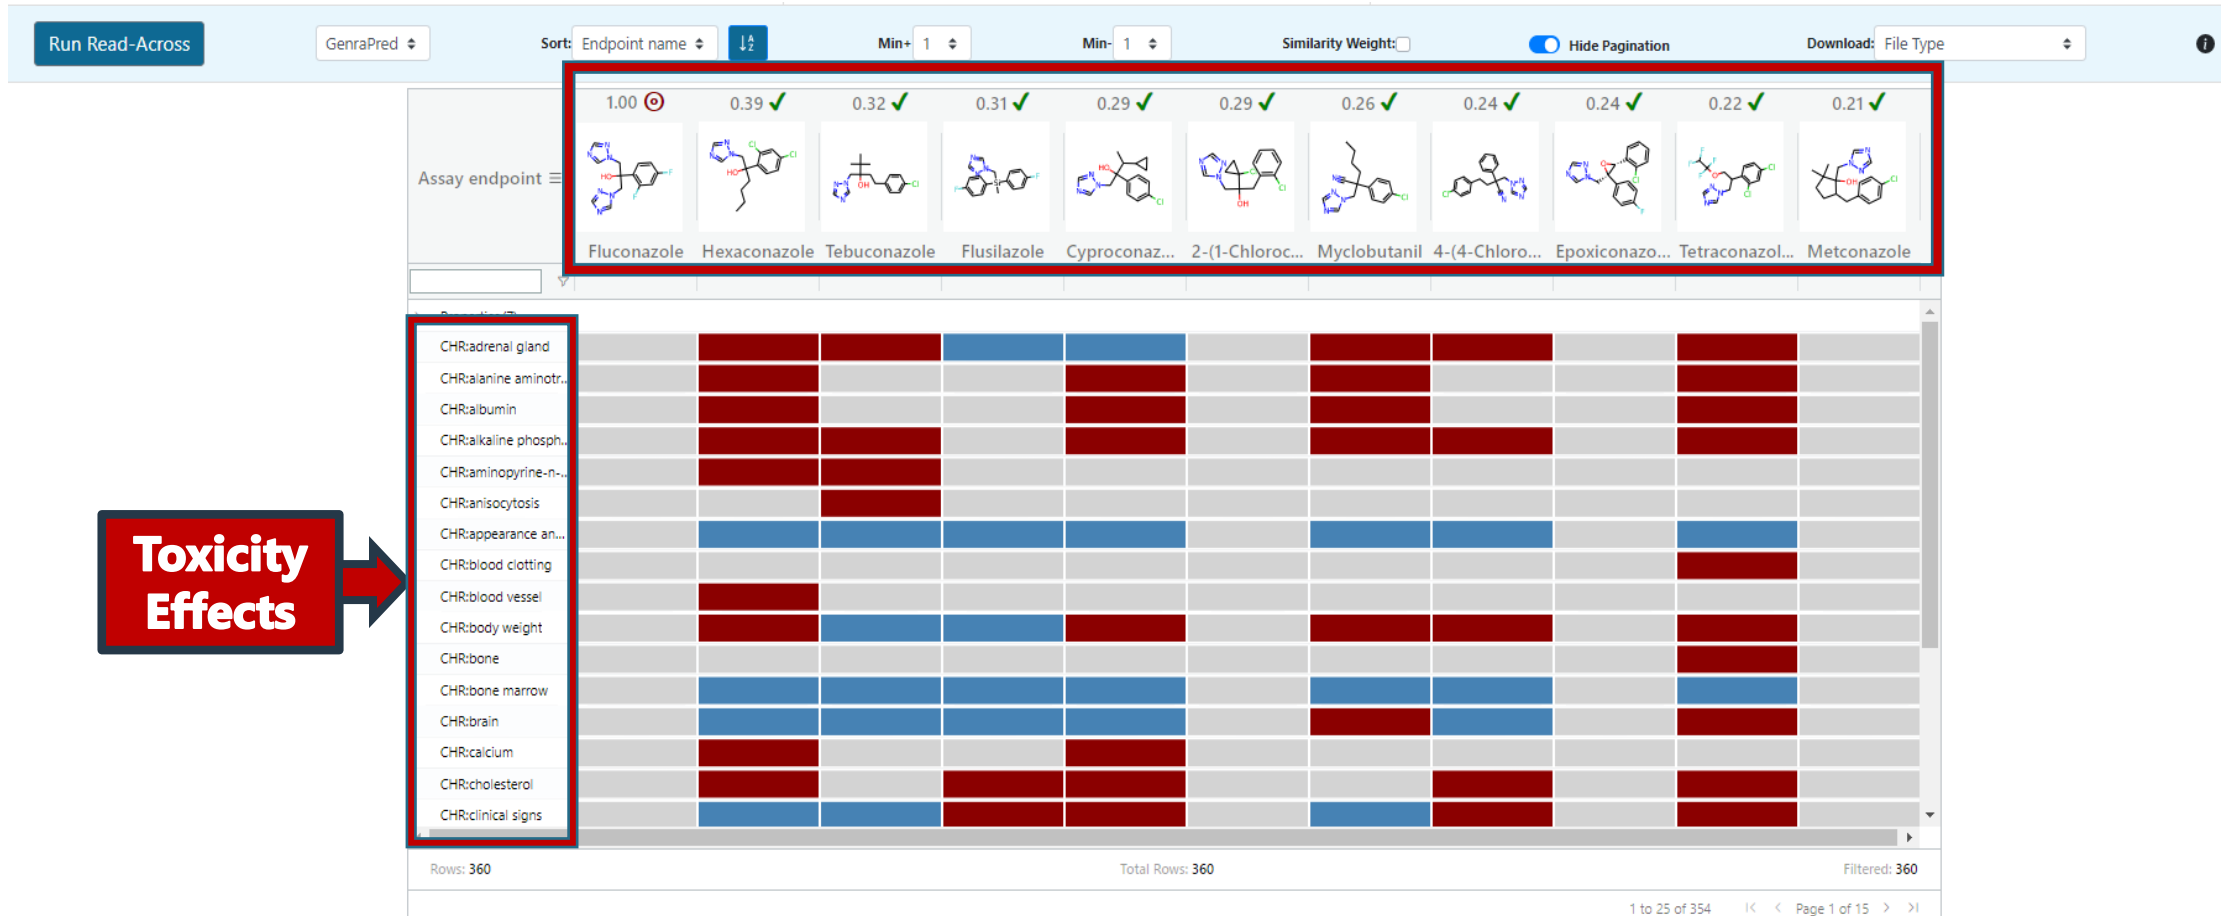 Run Read-Across GenraPred Sort: Endpoint name Min+ 1 Min- 1 Similarity Weight: Hide Pagination Download: File Type
1.00 0.39 0.32 0.31 0.29 0.29 0.26 0.24 0.24 0.22 0.21
Assay endpoint
Fluconazole Hexaconazole Tebuconazole Flusilazole Cyproconaz... 2-(1-Chloroc... Myclobutanil 4-(4-Chloro... Epoxiconazo... Tetraconazol... Metconazole
CHR:adrenal gland
CHR:alanine aminotr..
CHR:albumin
CHR:alkaline phosph..
CHR:aminopyrine-n-..
CHR:anisocytosis
CHR:appearance an...
CHR:blood clotting
CHR:blood vessel
CHR:body weight
CHR:bone
CHR:bone marrow
CHR:brain
CHR:calcium
CHR:cholesterol
CHR:clinical signs
Toxicity
Effects
Rows: 360 Total Rows: 360 Filtered: 360
1 to 25 of 354 Page 1 of 15